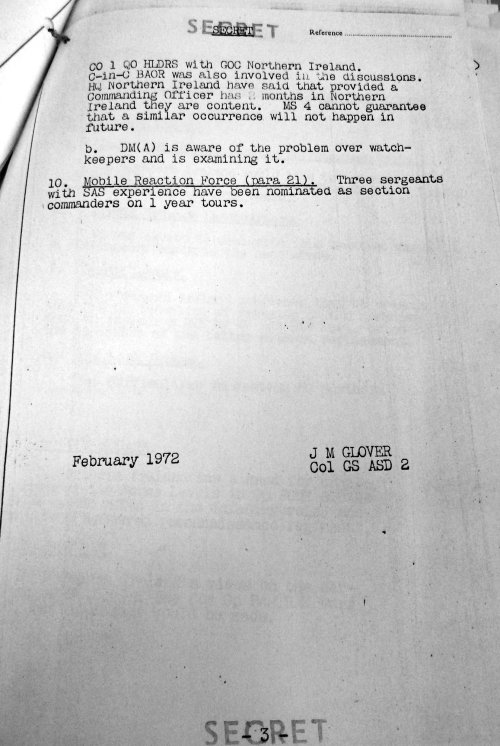 SECRET
SECRET
Reference
CO 1 QO HLDRS with GOC Northern Ireland.
C-in-C BAOR was also involved in the discussions.
HQ Northern Ireland have said that provided a
Commanding Officer has months in Northern
Ireland they are content. MS 4 cannot guarantee
that a similar occurrence will not happen in
future.
b. DM(A) is aware of the problem over watch-
keepers and is examining it.
10. Mobile Reaction Force (para 21). Three sergeants
with SAS experience have been nominated as section
commanders on 1 year tours.
February 1972
J M GLOVER
Col GS ASD 2
SECRET
- 3 -